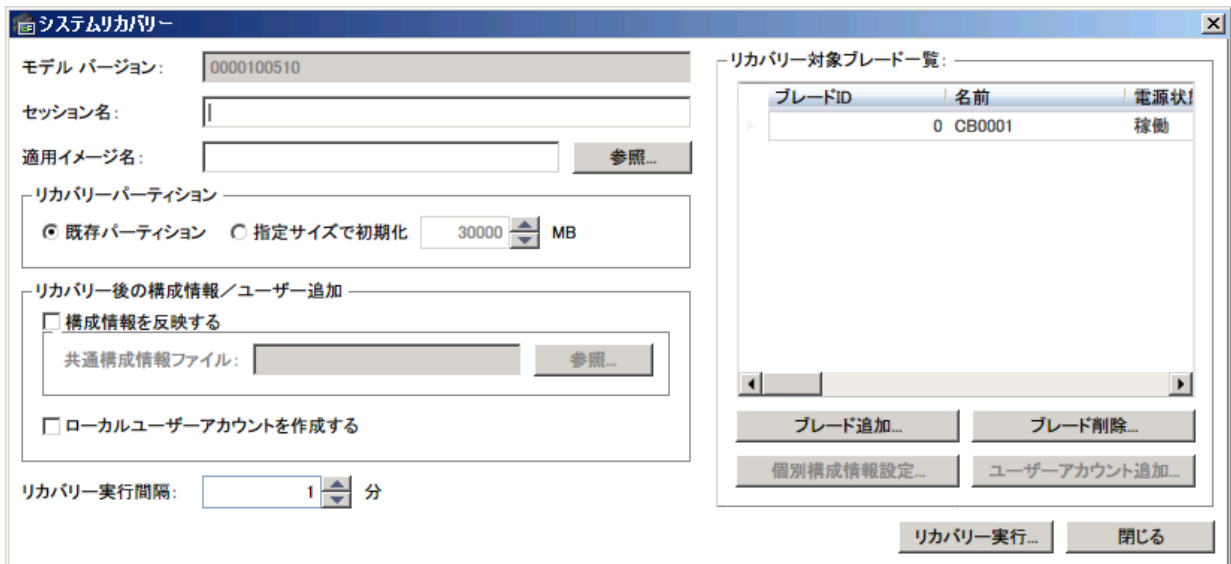 システムリカバリー
モデル バージョン: 0000100510
セッション名:
適用イメージ名: 参照...
リカバリーパーティション
既存パーティション 指定サイズで初期化 30000 MB
リカバリー後の構成情報/ユーザー追加
構成情報を反映する
共通構成情報ファイル: 参照...
ローカルユーザーアカウントを作成する
リカバリー実行間隔: 1 分
リカバリー対象ブレード一覧:
ブレードID 名前 電源状
0 CB0001 稼働
ブレード追加... ブレード削除...
個別構成情報設定... ユーザーアカウント追加...
リカバリー実行... 閉じる